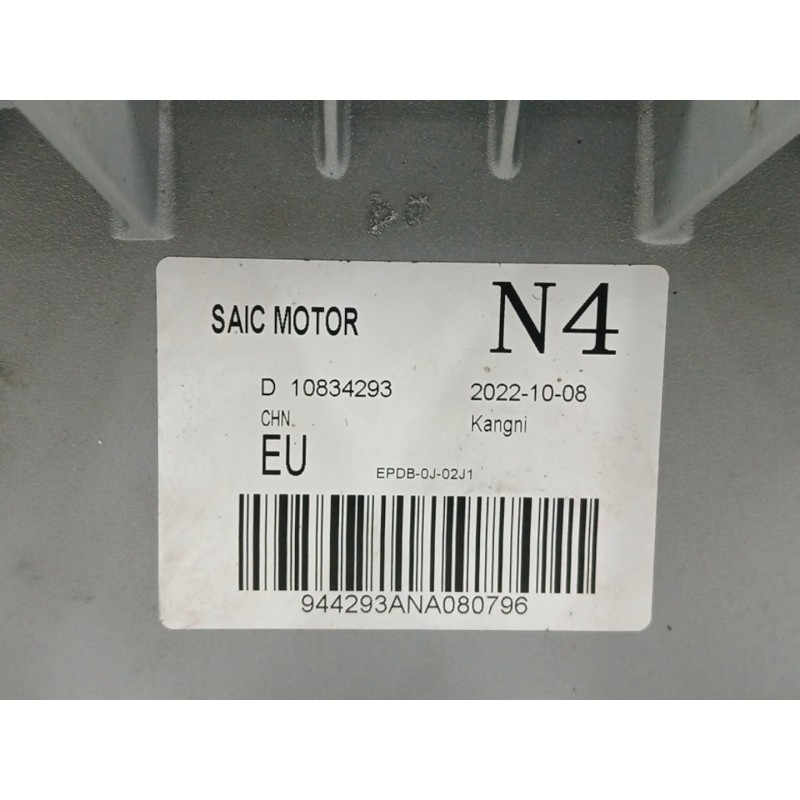 SAIC MOTOR N4
D 10834293 2022-10-08
CHN. Kangni
EU EPDB-0J-02J1
944293ANA080796